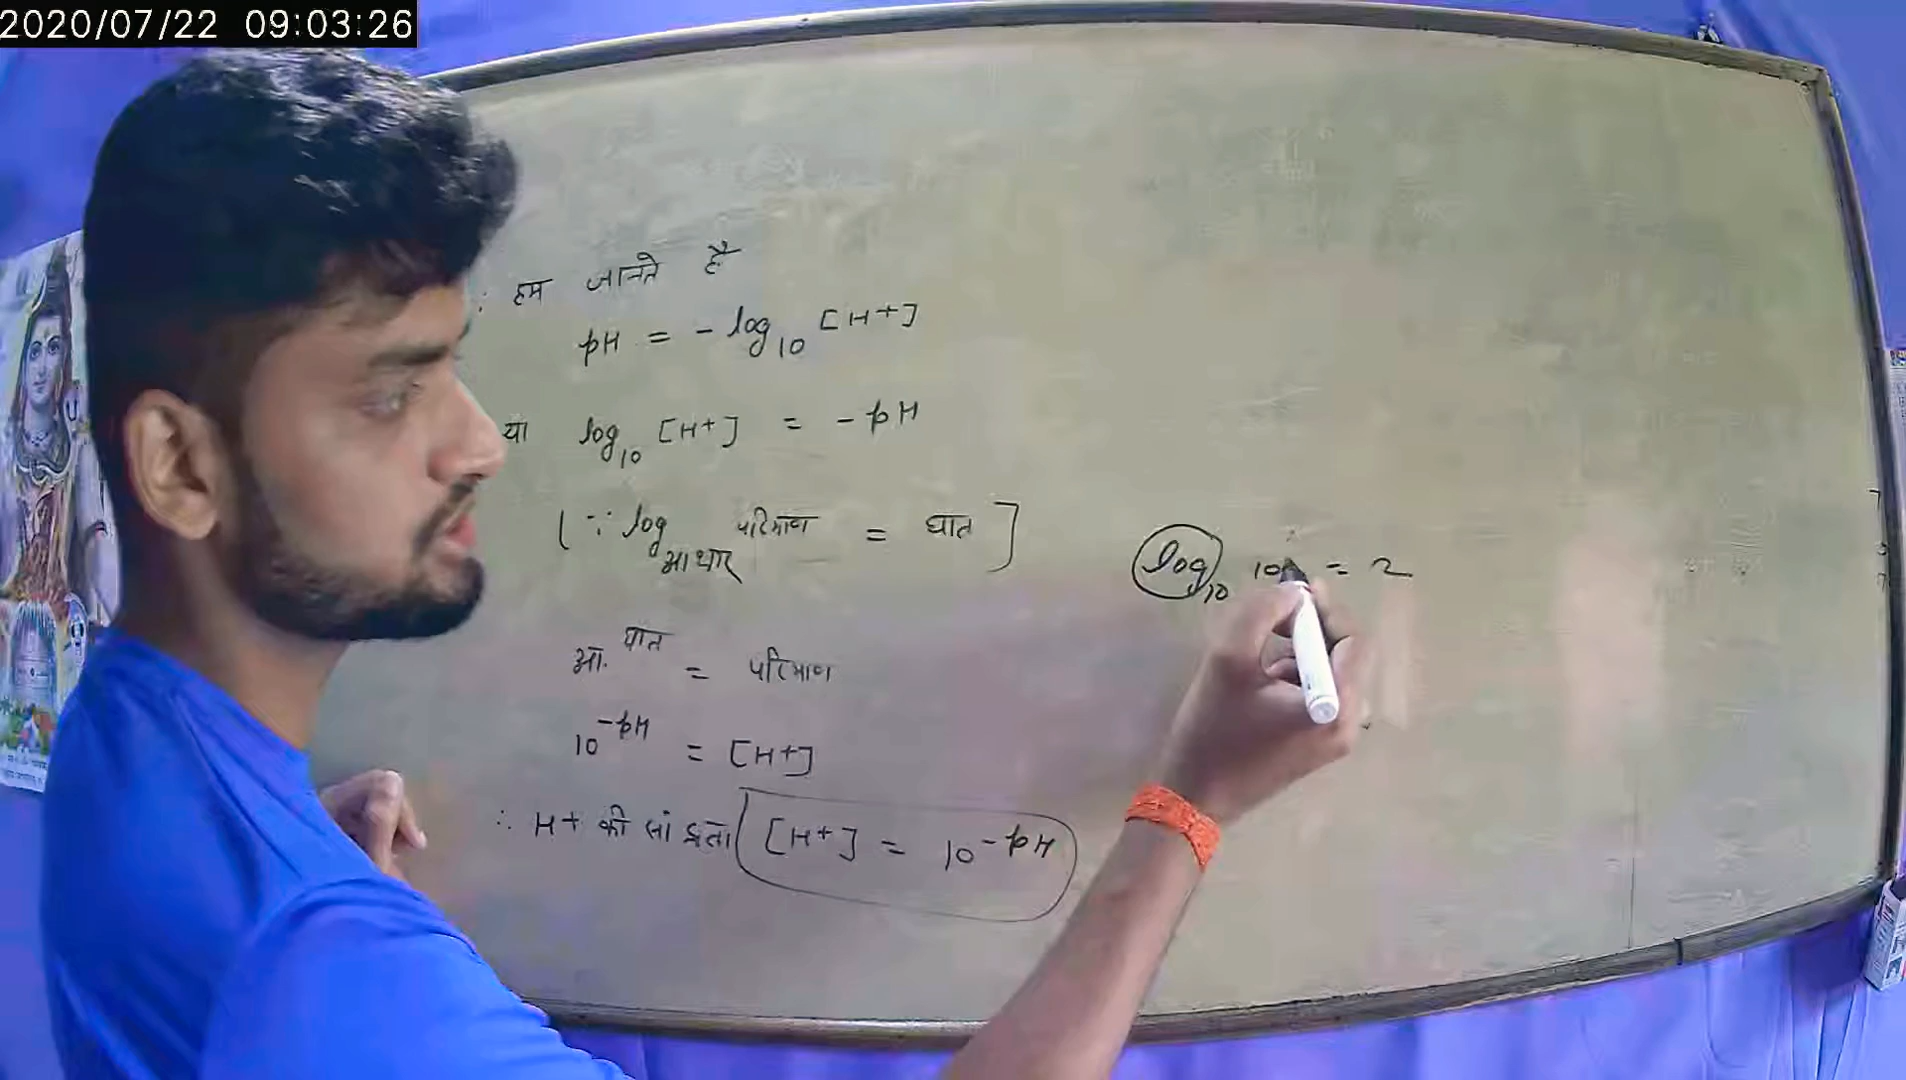 2020/07/22 09:03:26
∴ हम जानते है
pH = - log₁₀ [H+]
या log₁₀ [H+] = - pH
[∵ log आधार परिमाण = घात]
आ. ^घात = परिमाण
10^-pH = [H+]
∴ H+ की सांद्रता [H+] = 10^-pH
log₁₀ 100 = 2